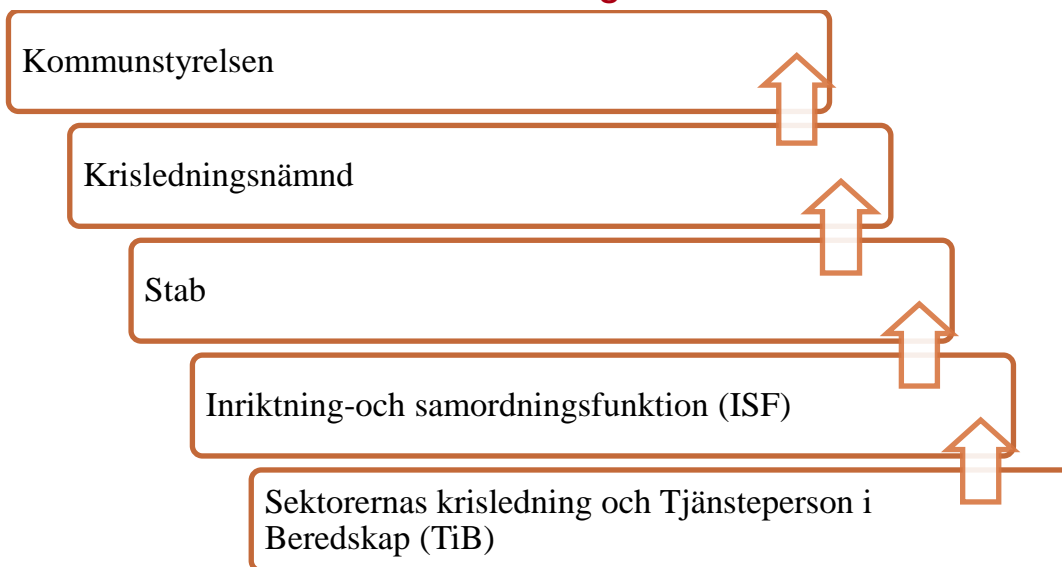 Kommunstyrelsen
Krisledningsnämnd
Stab
Inriktning-och samordningsfunktion (ISF)
Sektorernas krisledning och Tjänsteperson i
Beredskap (TiB)